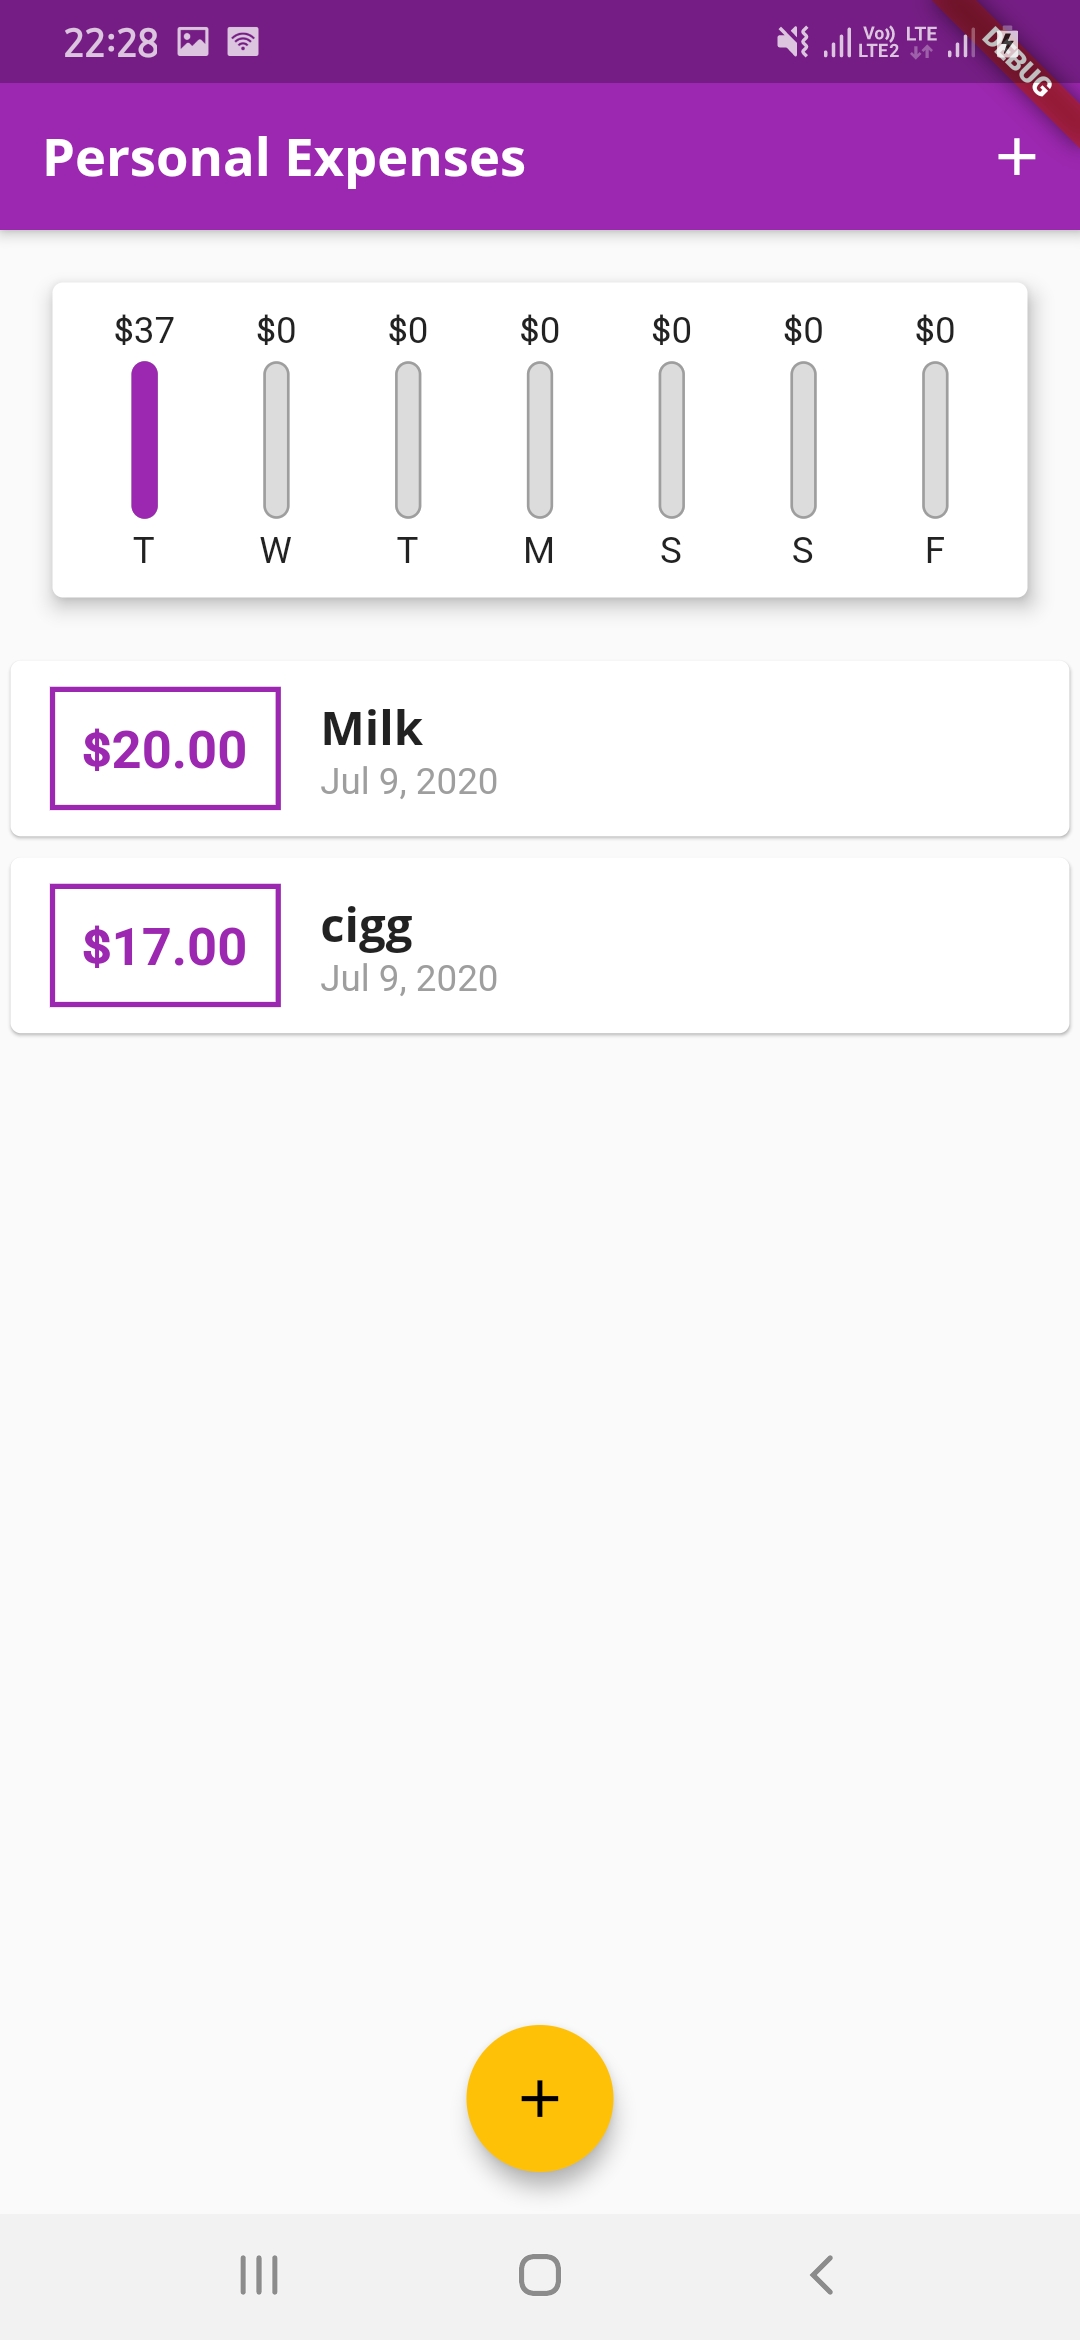 22:28 Vo)) LTE
LTE2
DEBUG
Personal Expenses
$37 $0 $0 $0 $0 $0 $0
T W T M S S F
$20.00
Milk
Jul 9, 2020
$17.00
cigg
Jul 9, 2020